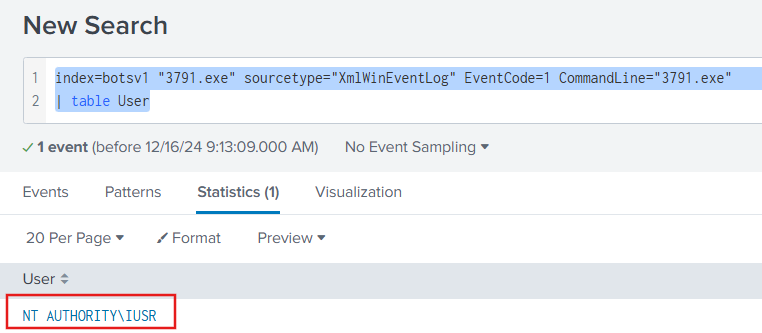 New Search
1 index=botsv1 "3791.exe" sourcetype="XmlWinEventLog" EventCode=1 CommandLine="3791.exe"
2 | table User
1 event (before 12/16/24 9:13:09.000 AM) No Event Sampling
Events Patterns Statistics (1) Visualization
20 Per Page Format Preview
User
NT AUTHORITY\IUSR